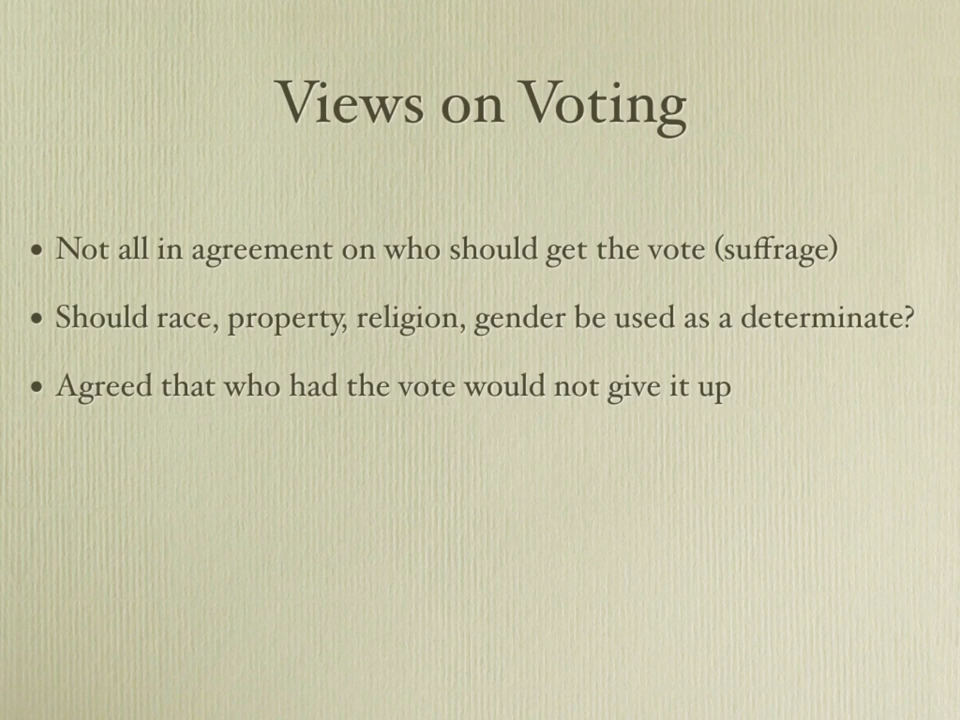 Views on Voting
• Not all in agreement on who should get the vote (suffrage)
• Should race, property, religion, gender be used as a determinate?
• Agreed that who had the vote would not give it up